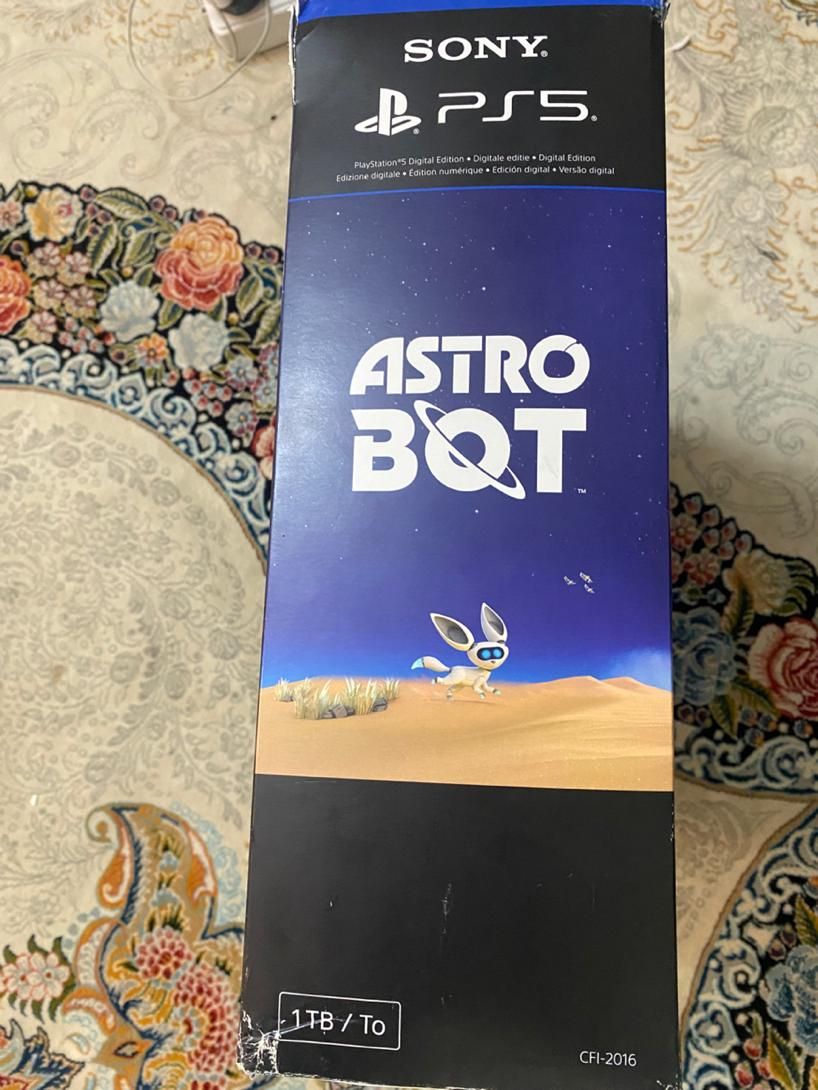 SONY®
PS5®
PlayStation®5 Digital Edition • Digitale editie • Digital Edition
Edizione digitale • Édition numérique • Edición digital • Versão digital
ASTRO
BOT™
1TB / To
CFI-2016